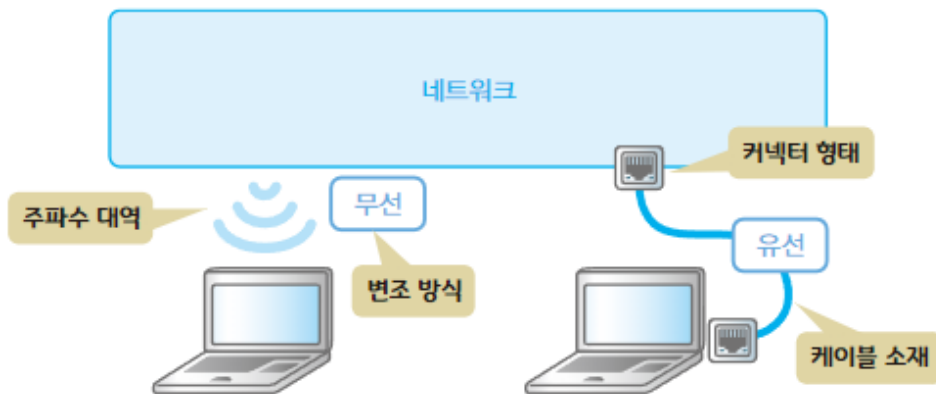 네트워크
커넥터 형태
주파수 대역
무선
유선
변조 방식
케이블 소재